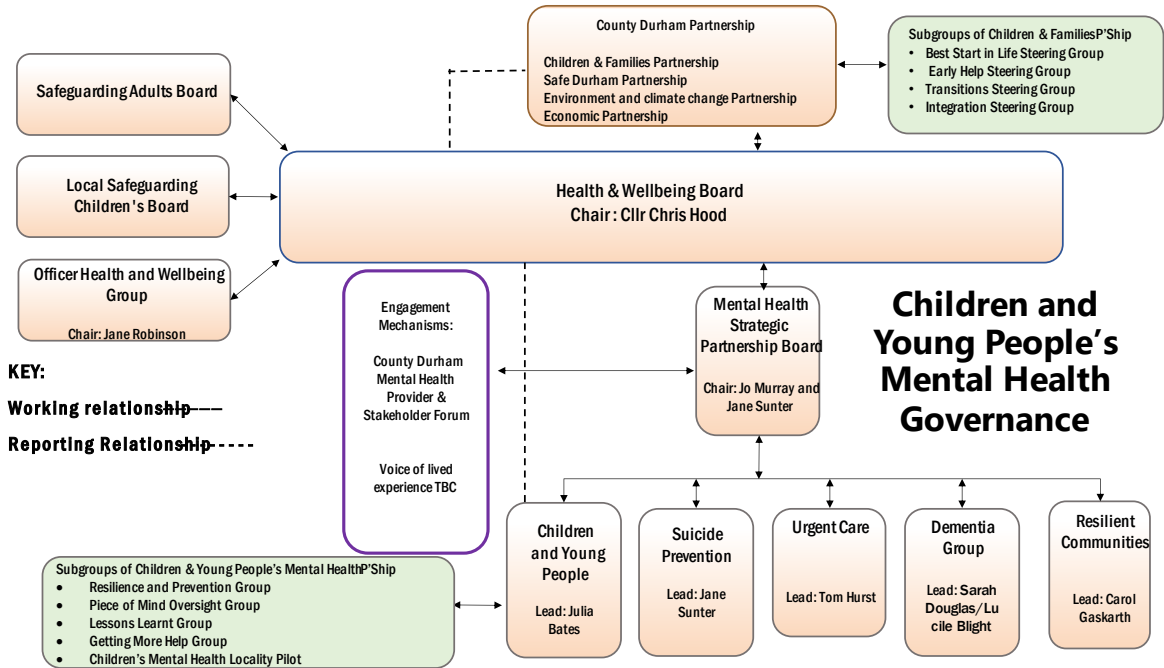 County Durham Partnership
Children & Families Partnership
Safe Durham Partnership
Environment and climate change Partnership
Economic Partnership
Subgroups of Children & FamiliesP'Ship
• Best Start in Life Steering Group
• Early Help Steering Group
• Transitions Steering Group
• Integration Steering Group
Safeguarding Adults Board
Local Safeguarding
Children's Board
Officer Health and Wellbeing
Group
Chair: Jane Robinson
Health & Wellbeing Board
Chair : Cllr Chris Hood
KEY:
Working relationship
Reporting Relationship
Engagement
Mechanisms:
County Durham
Mental Health
Provider &
Stakeholder Forum
Voice of lived
experience TBC
Mental Health
Strategic
Partnership Board
Chair: Jo Murray and
Jane Sunter
Children and
Young People's
Mental Health
Governance
Children
and Young
People
Lead: Julia
Bates
Suicide
Prevention
Lead: Jane
Sunter
Urgent Care
Lead: Tom Hurst
Dementia
Group
Lead: Sarah
Douglas/Lu
cile Blight
Resilient
Communities
Lead: Carol
Gaskarth
Subgroups of Children & Young People's Mental HealthP'Ship
• Resilience and Prevention Group
• Piece of Mind Oversight Group
• Lessons Learnt Group
• Getting More Help Group
• Children's Mental Health Locality Pilot